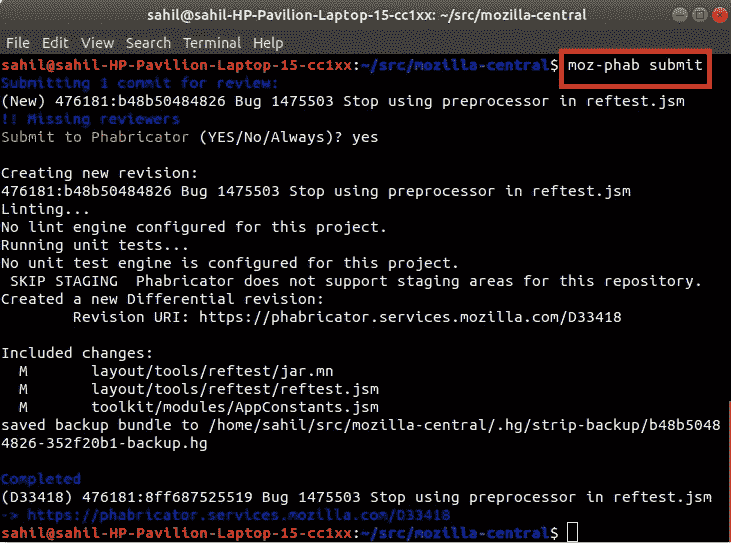 sahil@sahil-HP-Pavilion-Laptop-15-cc1xx: ~/src/mozilla-central
File Edit View Search Terminal Help
sahil@sahil-HP-Pavilion-Laptop-15-cc1xx:~/src/mozilla-central$ moz-phab submit
Submitting 1 commit for review:
(New) 476181:b48b50484826 Bug 1475503 Stop using preprocessor in reftest.jsm
!! Missing reviewers
Submit to Phabricator (YES/No/Always)? yes
Creating new revision:
476181:b48b50484826 Bug 1475503 Stop using preprocessor in reftest.jsm
Linting...
No lint engine configured for this project.
Running unit tests...
No unit test engine is configured for this project.
SKIP STAGING  Phabricator does not support staging areas for this repository.
Created a new Differential revision:
Revision URI: https://phabricator.services.mozilla.com/D33418
Included changes:
M       layout/tools/reftest/jar.mn
M       layout/tools/reftest/reftest.jsm
M       toolkit/modules/AppConstants.jsm
saved backup bundle to /home/sahil/src/mozilla-central/.hg/strip-backup/b48b5048
4826-352f20b1-backup.hg
Completed
(D33418) 476181:8ff687525519 Bug 1475503 Stop using preprocessor in reftest.jsm
-> https://phabricator.services.mozilla.com/D33418
sahil@sahil-HP-Pavilion-Laptop-15-cc1xx:~/src/mozilla-central$